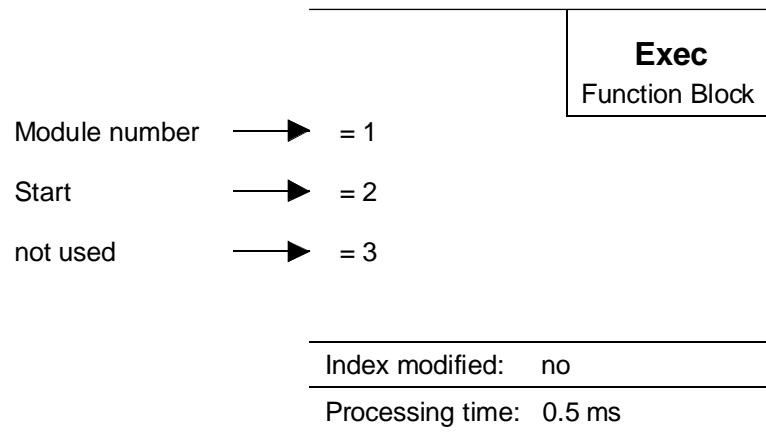 Exec
Function Block
Module number = 1
Start = 2
not used = 3
Index modified: no
Processing time: 0.5 ms